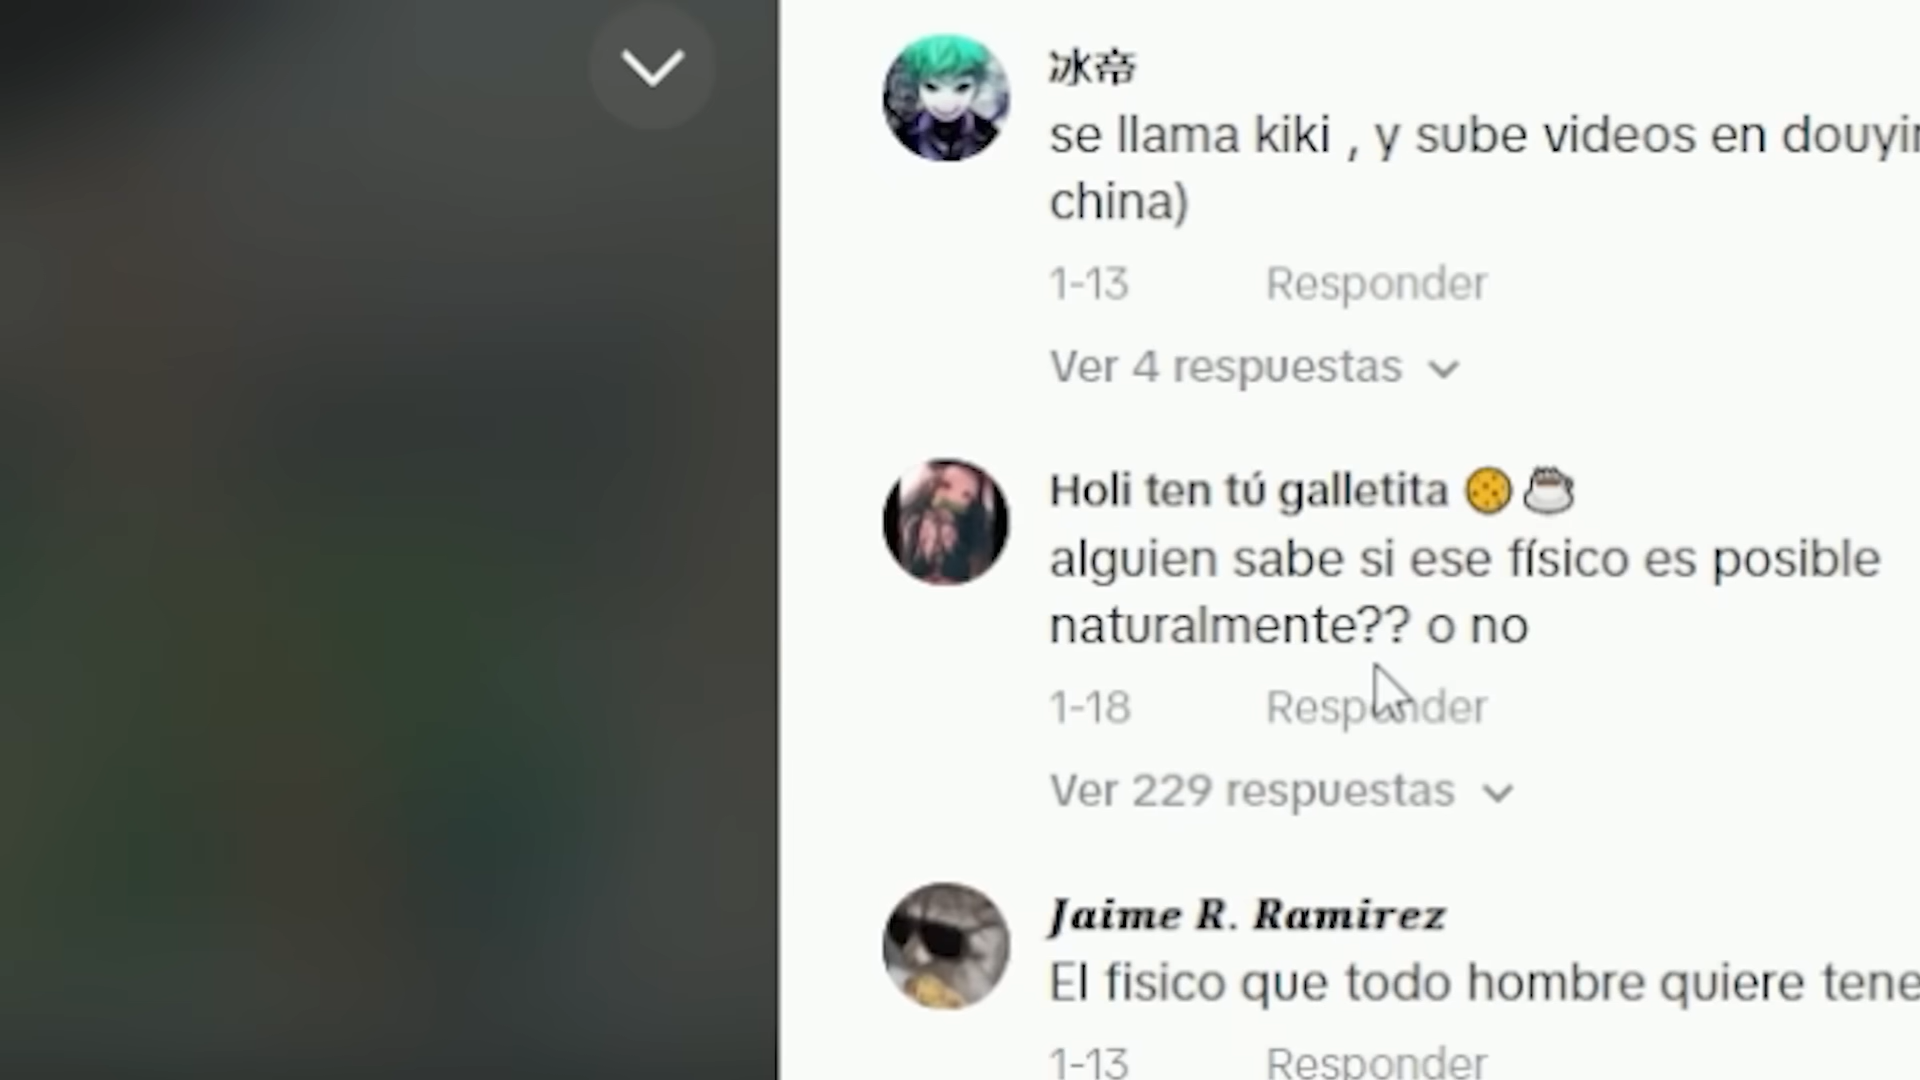 冰帝
se llama kiki , y sube videos en
china)
1-13 Responder
Ver 4 respuestas
Holi ten tú galletita 🍪☕
alguien sabe si ese físico es posible
naturalmente?? o no
1-18 Responder
Ver 229 respuestas
Jaime R. Ramirez
El fisico que todo hombre quiere
1-13 Responder